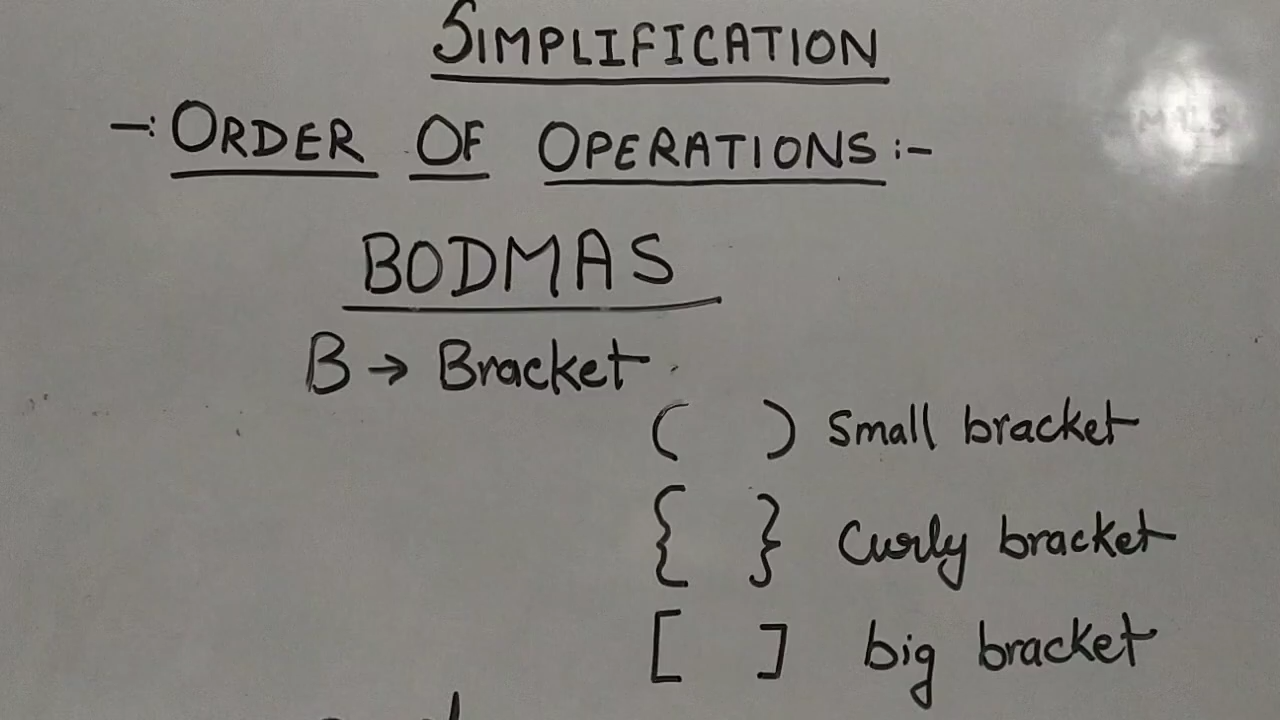 SIMPLIFICATION
-: ORDER OF OPERATIONS :-
BODMAS
B → Bracket
( ) Small bracket
{ } Curly bracket
[ ] big bracket